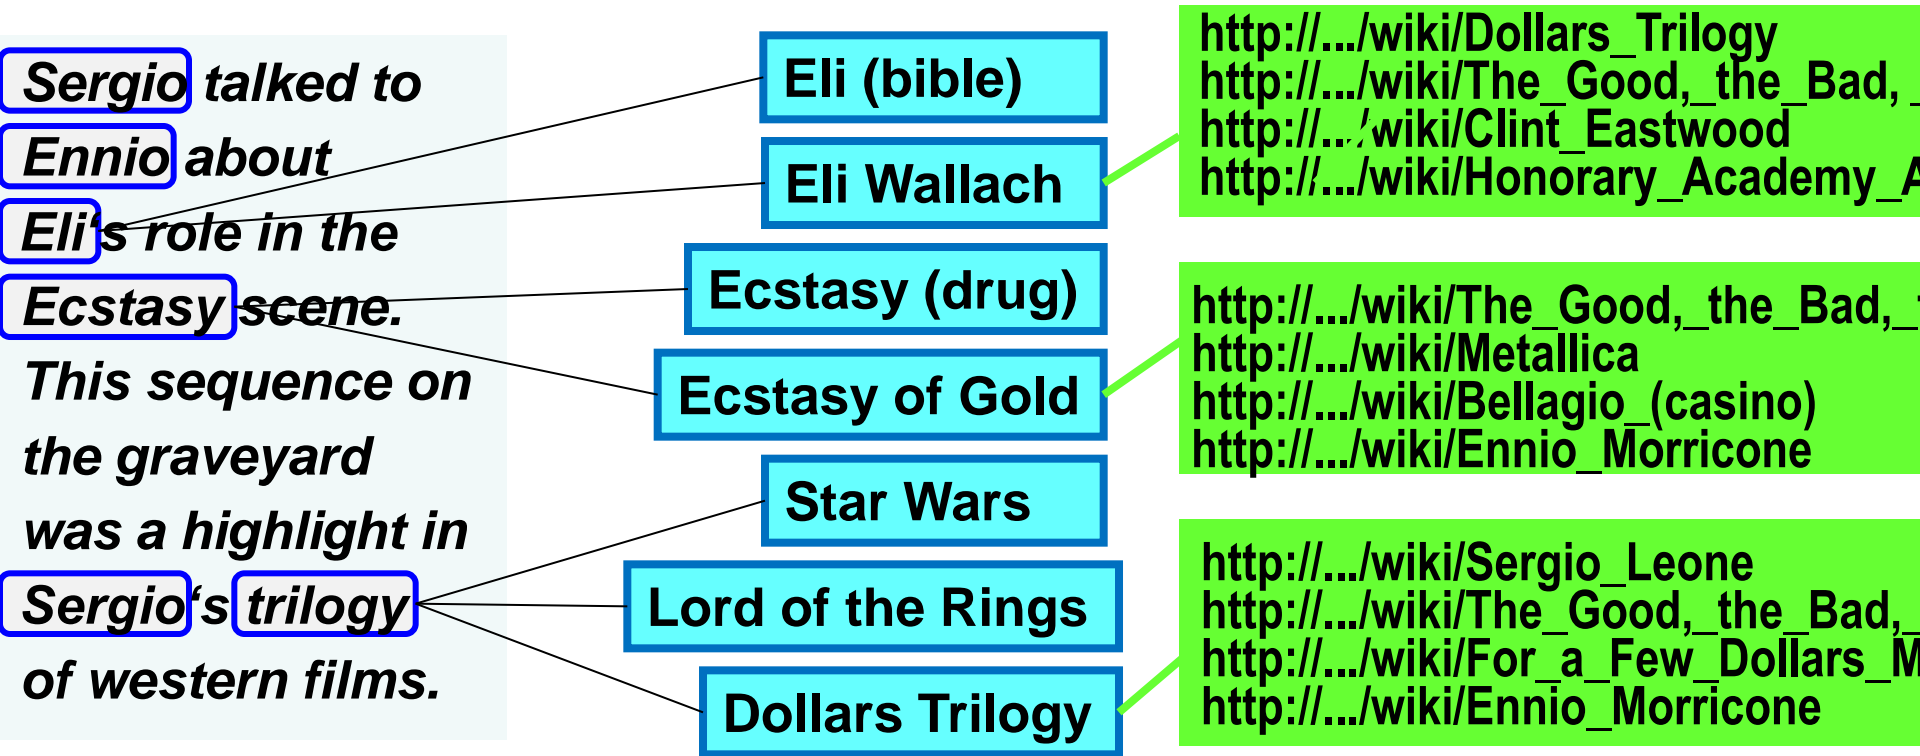 Sergio talked to
Ennio about
Eli‘s role in the
Ecstasy scene.
This sequence on
the graveyard
was a highlight in
Sergio‘s trilogy
of western films.
Eli (bible)
Eli Wallach
Ecstasy (drug)
Ecstasy of Gold
Star Wars
Lord of the Rings
Dollars Trilogy
http://.../wiki/Dollars_Trilogy
http://.../wiki/The_Good,_the_Bad, _
http://.../wiki/Clint_Eastwood
http://.../wiki/Honorary_Academy_A
http://.../wiki/The_Good,_the_Bad,_t
http://.../wiki/Metallica
http://.../wiki/Bellagio_(casino)
http://.../wiki/Ennio_Morricone
http://.../wiki/Sergio_Leone
http://.../wiki/The_Good,_the_Bad,_
http://.../wiki/For_a_Few_Dollars_M
http://.../wiki/Ennio_Morricone